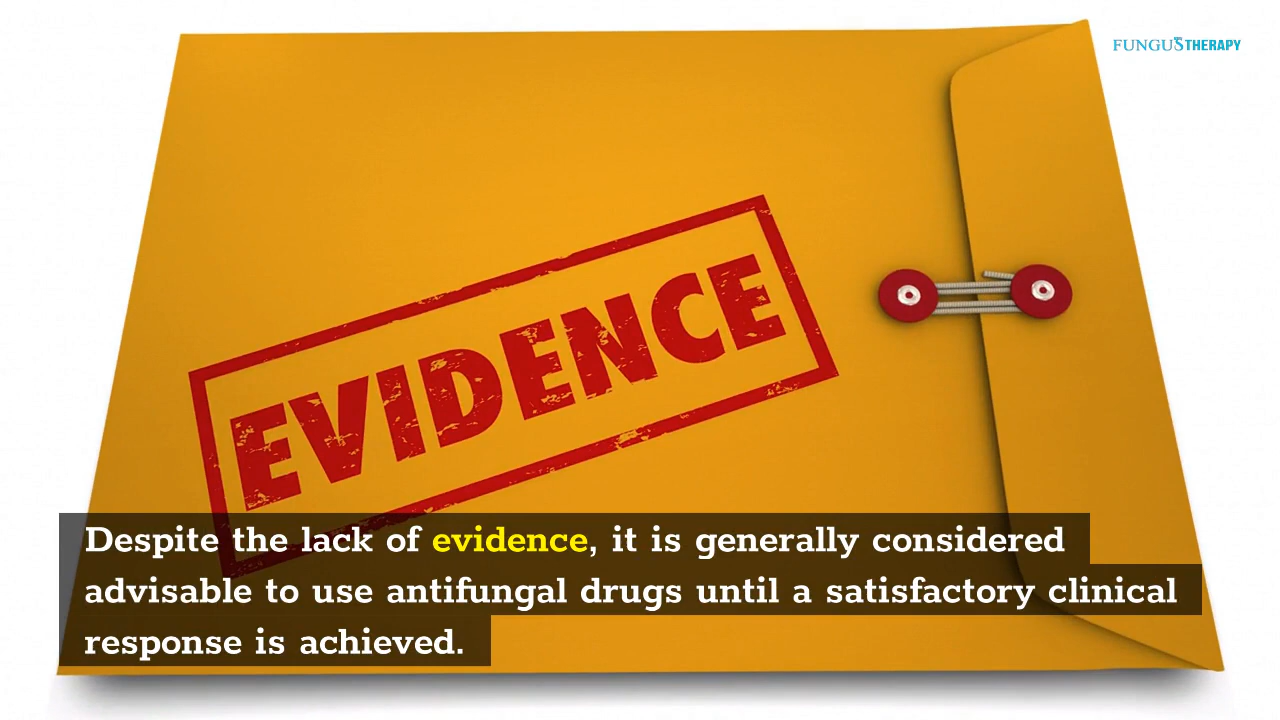 FUNGUSTHERAPY
EVIDENCE
Despite the lack of evidence, it is generally considered
advisable to use antifungal drugs until a satisfactory clinical
response is achieved.